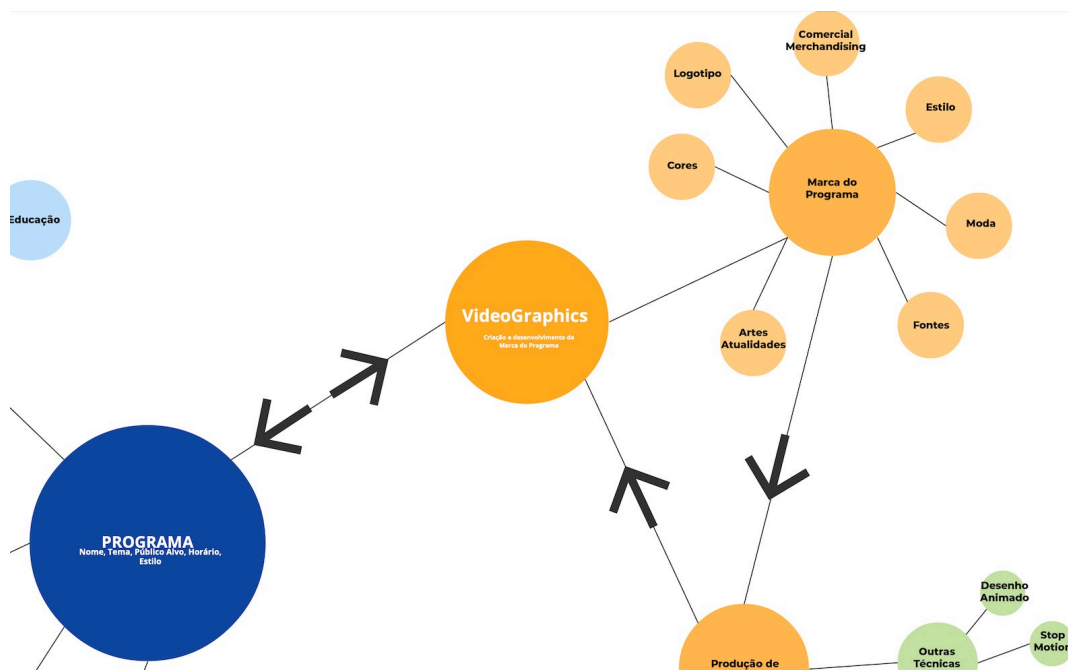 Comercial
Merchandising
Logotipo
Estilo
Cores
Marca do
Programa
Educação
Moda
VideoGraphics
Criação e desenvolvimento da
Marca do Programa
Artes
Atualidades
Fontes
PROGRAMA
Nome, Tema, Público Alvo, Horário,
Estilo
Desenho
Animado
Stop
Motion
Outras
Técnicas
Produção de